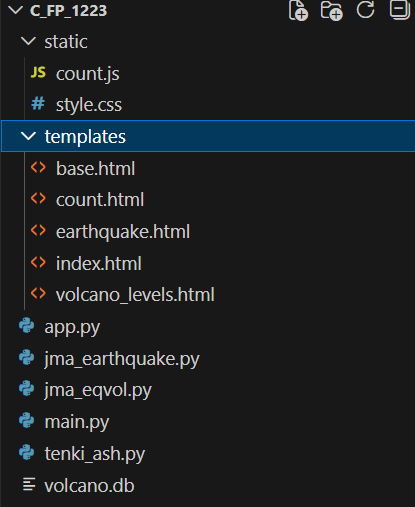 C_FP_1223
static
JS count.js
# style.css
templates
<> base.html
<> count.html
<> earthquake.html
<> index.html
<> volcano_levels.html
app.py
jma_earthquake.py
jma_eqvol.py
main.py
tenki_ash.py
volcano.db